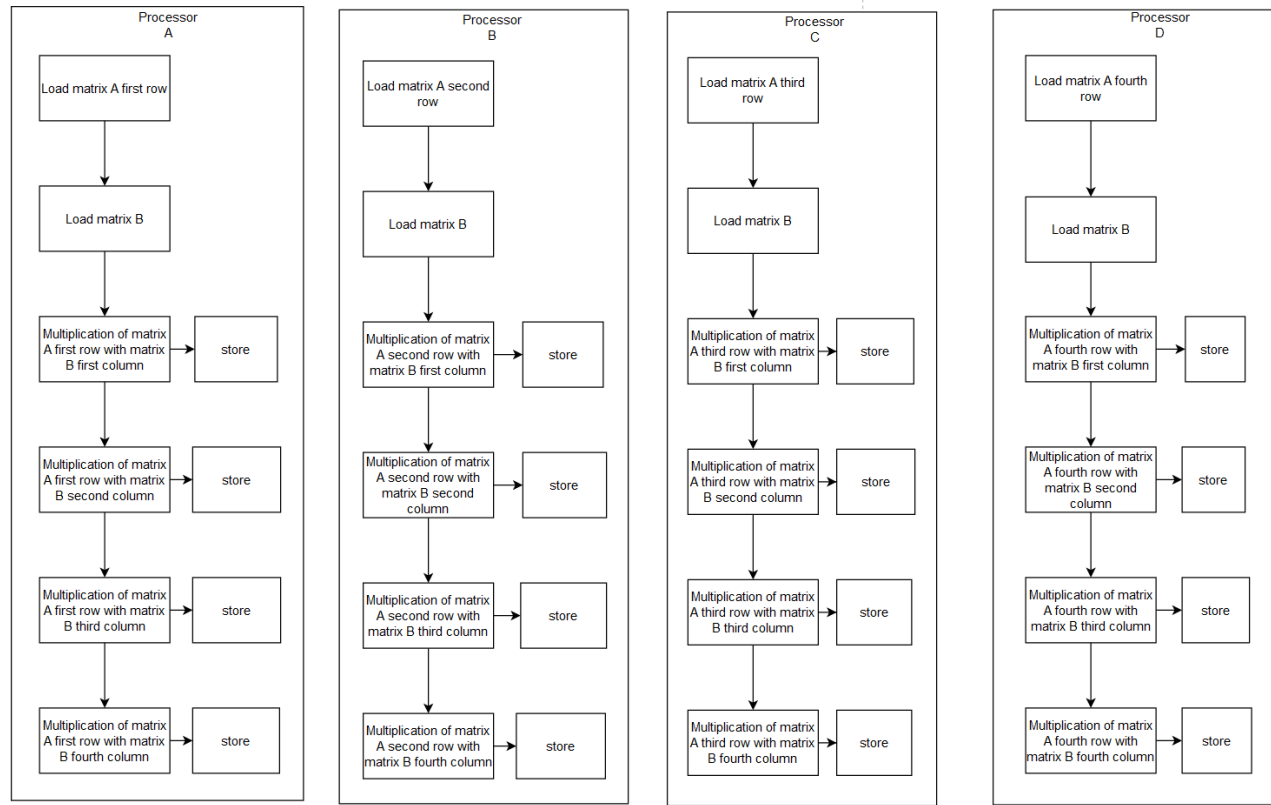 Processor
A
Load matrix A first row
Load matrix B
Multiplication of matrix
A first row with matrix
B first column
store
Multiplication of matrix
A first row with matrix
B second column
store
Multiplication of matrix
A first row with matrix
B third column
store
Multiplication of matrix
A first row with matrix
B fourth column
store
Processor
B
Load matrix A second
row
Load matrix B
Multiplication of matrix
A second row with
matrix B first column
store
Multiplication of matrix
A second row with
matrix B second
column
store
Multiplication of matrix
A second row with
matrix B third column
store
Multiplication of matrix
A second row with
matrix B fourth column
store
Processor
C
Load matrix A third
row
Load matrix B
Multiplication of matrix
A third row with matrix
B first column
store
Multiplication of matrix
A third row with matrix
B second column
store
Multiplication of matrix
A third row with matrix
B third column
store
Multiplication of matrix
A third row with matrix
B fourth column
store
Processor
D
Load matrix A fourth
row
Load matrix B
Multiplication of matrix
A fourth row with
matrix B first column
store
Multiplication of matrix
A fourth row with
matrix B second
column
store
Multiplication of matrix
A fourth row with
matrix B third column
store
Multiplication of matrix
A fourth row with
matrix B fourth column
store